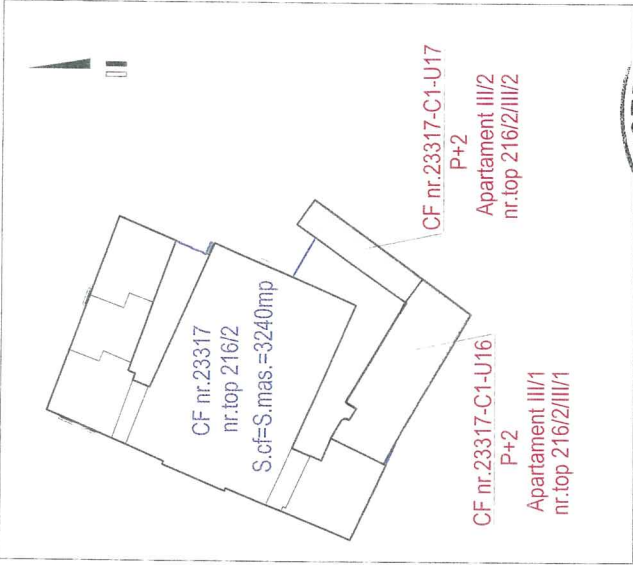 CF nr.23317
nr.top 216/2
S.cf=S.mas.=3240mp
CF nr.23317-C1-U17
P+2
Apartament III/2
nr.top 216/2/III/2
CF nr.23317-C1-U16
P+2
Apartament III/1
nr.top 216/2/III/1